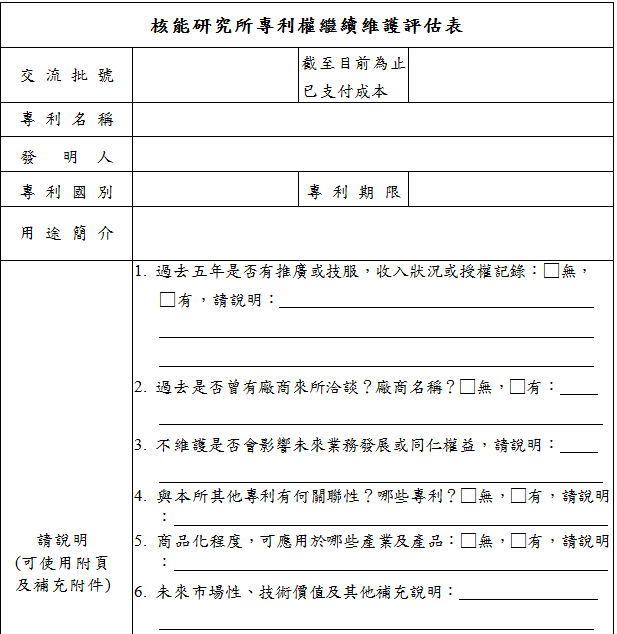 核能研究所專利權繼續維護評估表
交流批號
截至目前為止
已支付成本
專利名稱
發明人
專利國別
專利期限
用途簡介
請說明
(可使用附頁
及補充附件)
1. 過去五年是否有推廣或技服，收入狀況或授權記錄：□無，
□有，請說明：
2. 過去是否曾有廠商來所洽談？廠商名稱？□無，□有：
3. 不維護是否會影響未來業務發展或同仁權益，請說明：
4. 與本所其他專利有何關聯性？哪些專利？□無，□有，請說明
：
5. 商品化程度，可應用於哪些產業及產品：□無，□有，請說明
：
6. 未來市場性、技術價值及其他補充說明：